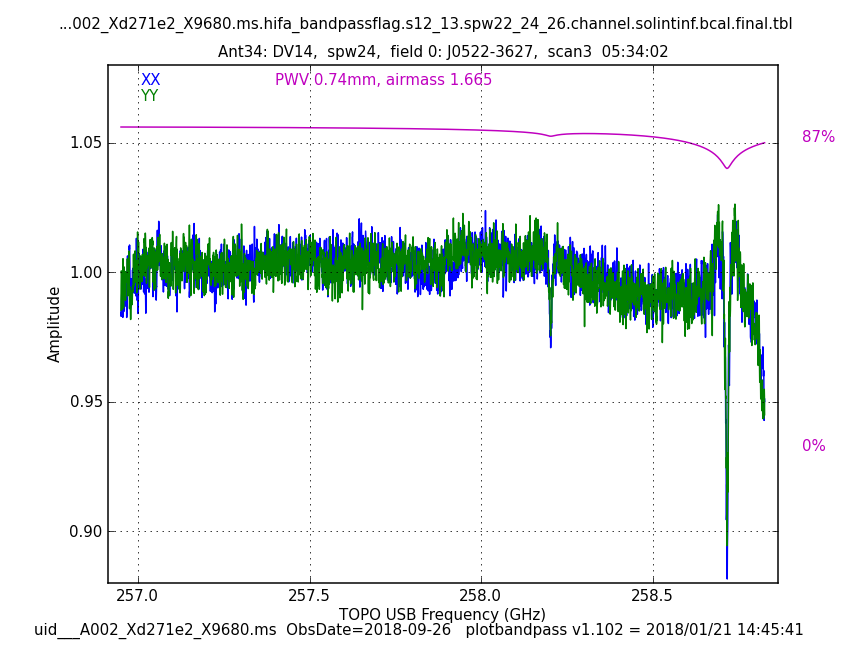 ...002_Xd271e2_X9680.ms.hifa_bandpassflag.s12_13.spw22_24_26.channel.solintinf.bcal.final.tbl
Ant34: DV14,  spw24,  field 0: J0522-3627,  scan3  05:34:02
XX
PWV 0.74mm, airmass 1.665
YY
87%
1.05
1.00
0.95
0.90
0%
Amplitude
257.0 257.5 258.0 258.5
TOPO USB Frequency (GHz)
uid___A002_Xd271e2_X9680.ms  ObsDate=2018-09-26   plotbandpass v1.102 = 2018/01/21 14:45:41